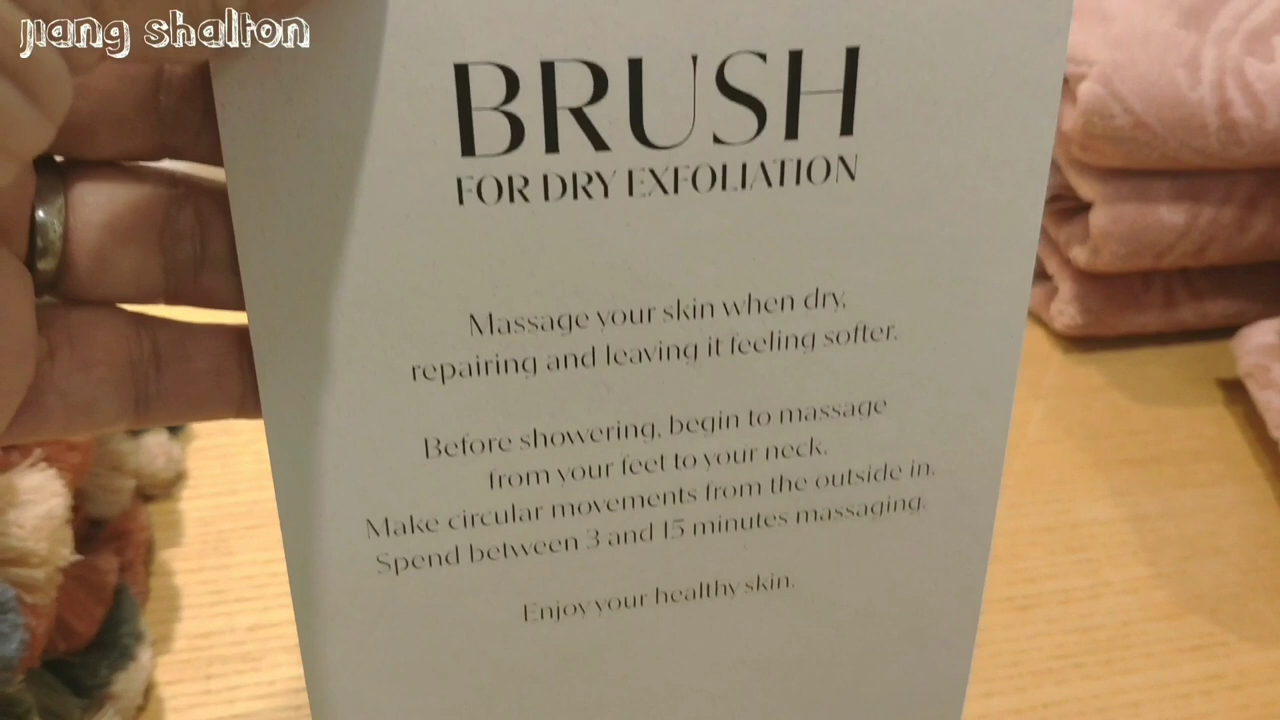 jiang shalton
BRUSH
FOR DRY EXFOLIATION
Massage your skin when dry,
repairing and leaving it feeling softer.
Before showering, begin to massage
from your feet to your neck.
Make circular movements from the outside in.
Spend between 3 and 15 minutes massaging.
Enjoy your healthy skin.